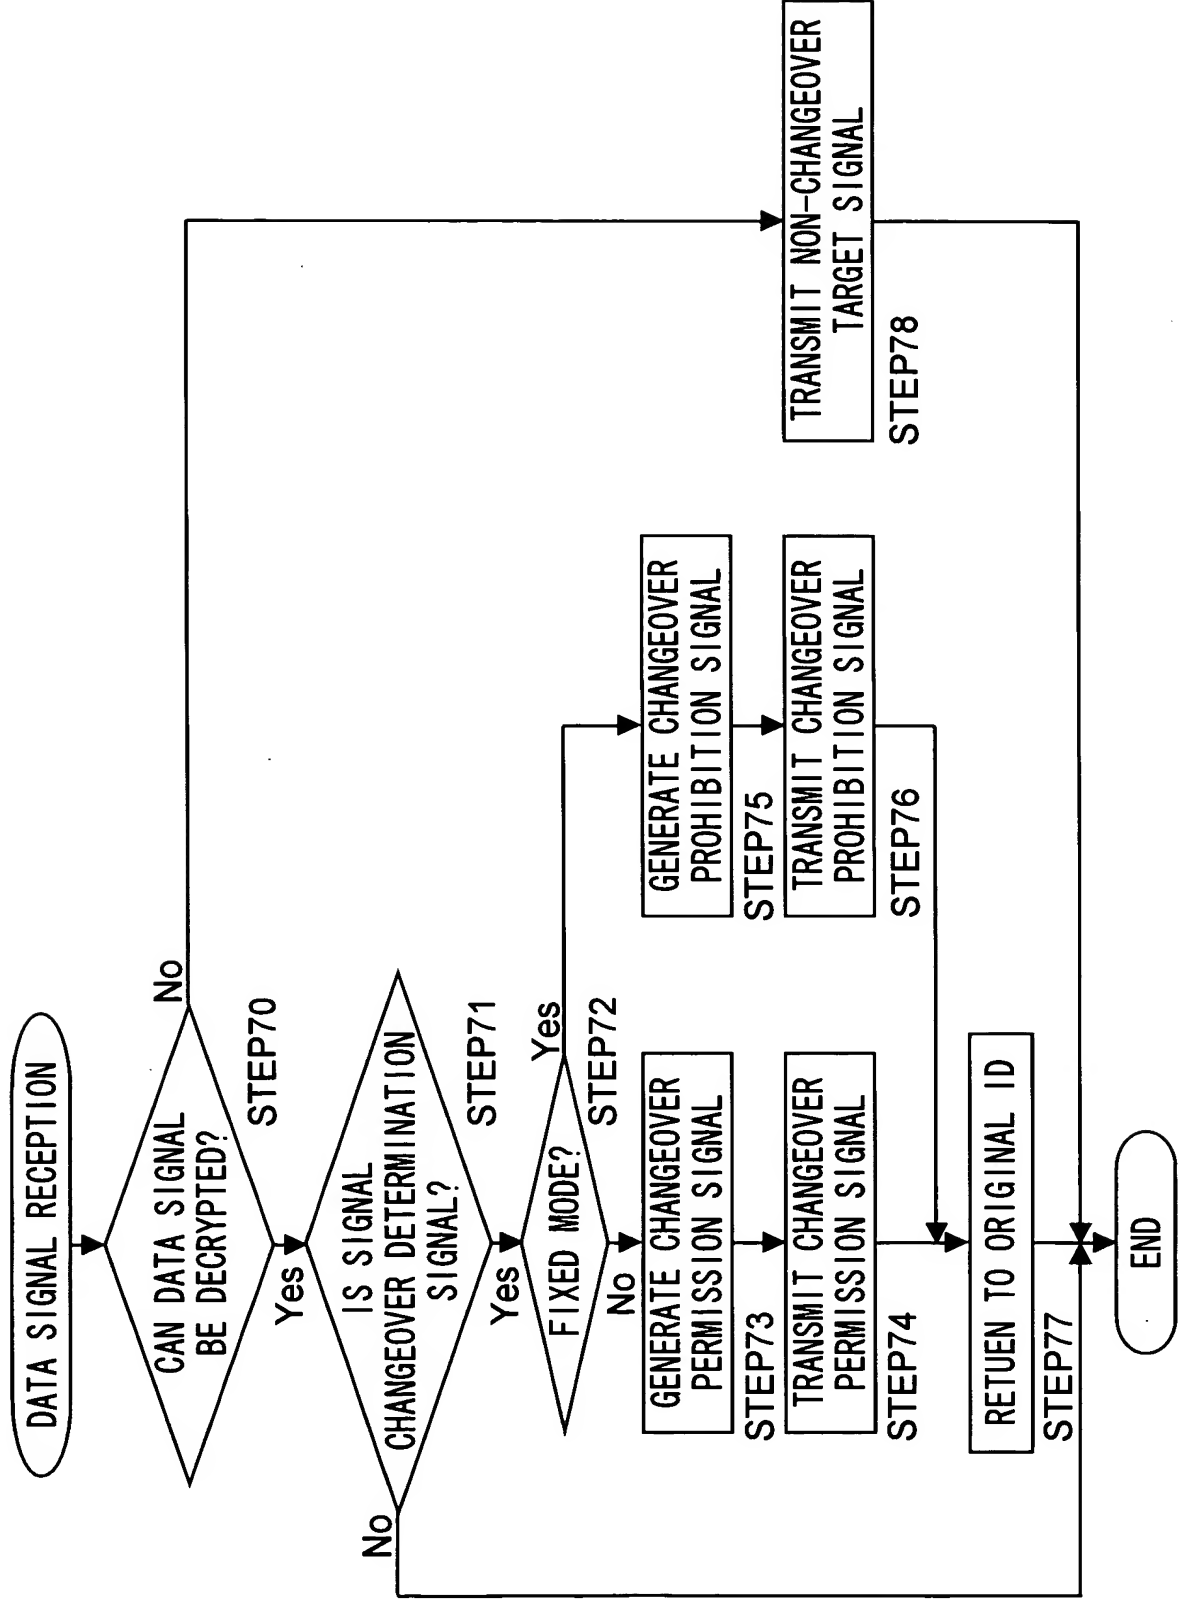 DATA SIGNAL RECEPTION
CAN DATA SIGNAL
BE DECRYPTED?
No
Yes
STEP70
IS SIGNAL
CHANGEOVER DETERMINATION
SIGNAL?
No
Yes
STEP71
FIXED MODE?
Yes
No
STEP72
GENERATE CHANGEOVER
PERMISSION SIGNAL
STEP73
TRANSMIT CHANGEOVER
PERMISSION SIGNAL
STEP74
GENERATE CHANGEOVER
PROHIBITION SIGNAL
STEP75
TRANSMIT CHANGEOVER
PROHIBITION SIGNAL
STEP76
RETUEN TO ORIGINAL ID
STEP77
TRANSMIT NON-CHANGEOVER
TARGET SIGNAL
STEP78
END